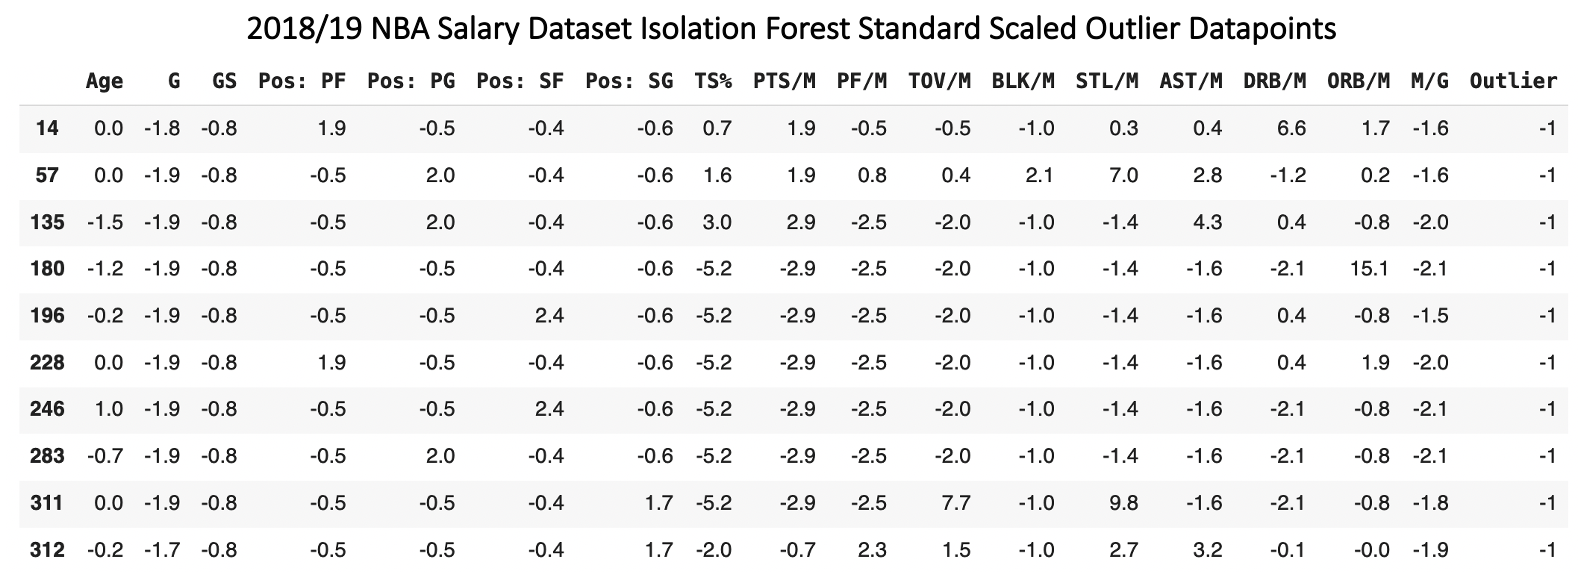 2018/19 NBA Salary Dataset Isolation Forest Standard Scaled Outlier Datapoints
Age G GS Pos: PF Pos: PG Pos: SF Pos: SG TS% PTS/M PF/M TOV/M BLK/M STL/M AST/M DRB/M ORB/M M/G Outlier
14 0.0 -1.8 -0.8 1.9 -0.5 -0.4 -0.6 0.7 1.9 -0.5 -0.5 -1.0 0.3 0.4 6.6 1.7 -1.6 -1
57 0.0 -1.9 -0.8 -0.5 2.0 -0.4 -0.6 1.6 1.9 0.8 0.4 2.1 7.0 2.8 -1.2 0.2 -1.6 -1
135 -1.5 -1.9 -0.8 -0.5 2.0 -0.4 -0.6 3.0 2.9 -2.5 -2.0 -1.0 -1.4 4.3 0.4 -0.8 -2.0 -1
180 -1.2 -1.9 -0.8 -0.5 -0.5 -0.4 -0.6 -5.2 -2.9 -2.5 -2.0 -1.0 -1.4 -1.6 -2.1 15.1 -2.1 -1
196 -0.2 -1.9 -0.8 -0.5 -0.5 2.4 -0.6 -5.2 -2.9 -2.5 -2.0 -1.0 -1.4 -1.6 0.4 -0.8 -1.5 -1
228 0.0 -1.9 -0.8 1.9 -0.5 -0.4 -0.6 -5.2 -2.9 -2.5 -2.0 -1.0 -1.4 -1.6 0.4 1.9 -2.0 -1
246 1.0 -1.9 -0.8 -0.5 -0.5 2.4 -0.6 -5.2 -2.9 -2.5 -2.0 -1.0 -1.4 -1.6 -2.1 -0.8 -2.1 -1
283 -0.7 -1.9 -0.8 -0.5 2.0 -0.4 -0.6 -5.2 -2.9 -2.5 -2.0 -1.0 -1.4 -1.6 -2.1 -0.8 -2.1 -1
311 0.0 -1.9 -0.8 -0.5 -0.5 -0.4 1.7 -5.2 -2.9 -2.5 7.7 -1.0 9.8 -1.6 -2.1 -0.8 -1.8 -1
312 -0.2 -1.7 -0.8 -0.5 -0.5 -0.4 1.7 -2.0 -0.7 2.3 1.5 -1.0 2.7 3.2 -0.1 -0.0 -1.9 -1